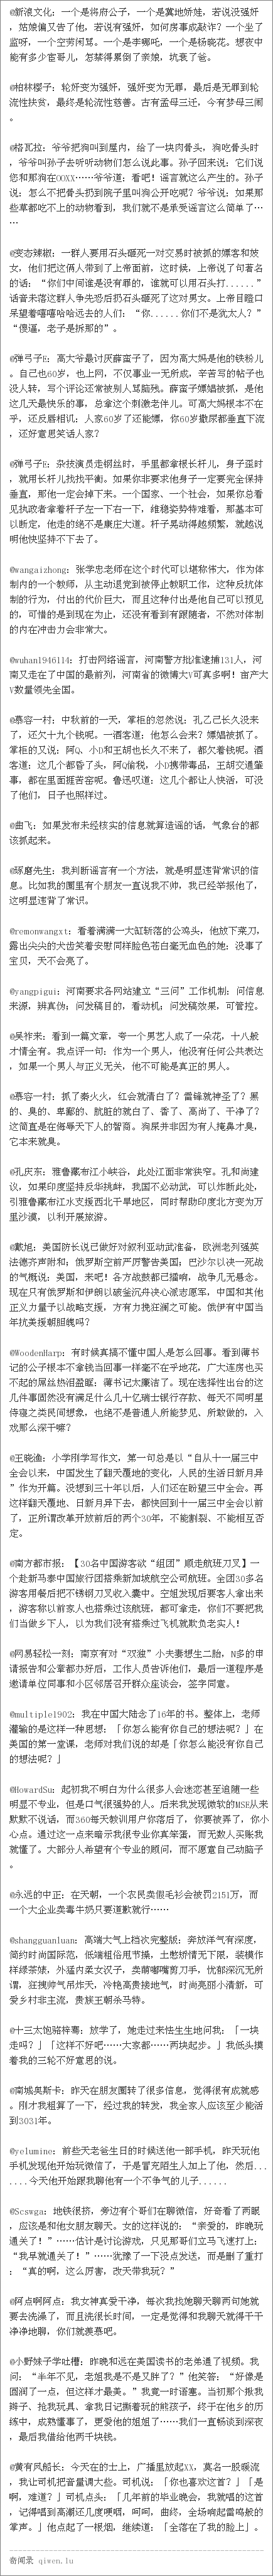 @新浪文化：一个是将府公子，一个是冀地娇娃，若说没强奸
，姑娘偏又告了他，若说有强奸，如何房事成敲诈？一个坐了
监呀，一个空劳闲骂。一个是李嘟吒，一个是杨晓花。想夜中
能有多少蜜哥儿，怎禁得累倒了亲娘，坑衰了爸。
@柏林樱子：轮奸变为强奸，强奸变为无罪，最后是无罪到轮
流性扶贫，最终是轮流性慈善。古有孟母三迁，今有梦母三闹
。
@格瓦拉：爷爷把狗叫到屋内，给了一块肉骨头，狗吃骨头时
，爷爷叫孙子去听听动物们怎么说此事。孙子回来说：它们说
您和那狗在OOXX……爷爷道：看吧！谣言就这么产生的。孙子
说：怎么不把骨头扔到院子里叫狗公开吃呢？爷爷说：如果那
些草都吃不上的动物看到，我们就不是承受谣言这么简单了…
…
@变态辣椒：一群人要用石头砸死一对交易时被抓的嫖客和妓
女，他们把这俩人带到了上帝面前，这时候，上帝说了句著名
的话：“你们中间谁是没有罪的，谁就可以用石头打......”
话音未落这群人争先恐后扔石头砸死了这对男女。上帝目瞪口
呆望着嘻嘻哈哈远去的人们：“你......你们不是犹太人？”
“傻逼，老子是拆那的”。
@弹弓子E：高大爷最讨厌薛蛮子了，因为高大妈是他的铁粉儿
。自己也60岁，也上网，不仅事业一无所成，辛苦写的帖子也
没人转，写个评论还常被别人骂脑残。薛蛮子嫖娼被抓，是他
这几天最快乐的事，总拿这个刺激老伴儿。可高大妈根本不在
乎，还反唇相讥：人家60岁了还能嫖，你60岁撒尿都垂直下流
，还好意思笑话人家？
@弹弓子E：杂技演员走钢丝时，手里都拿根长杆儿，身子歪时
，就用长杆儿找找平衡。如果你非要求他身子一定要完全保持
垂直，那他一定会掉下来。一个国家、一个社会，如果你总看
见执政者拿着杆子左一下右一下，维稳姿势特难看，那基本可
以断定，他走的绝不是康庄大道。杆子晃动得越频繁，就越说
明他快坚持不下去了。
@wangaizhong：张学忠老师在这个时代可以堪称伟大，作为体
制内的一个教师，从主动退党到被停止教职工作，这种反抗体
制的行为，付出的代价巨大，而且这种付出是他自己可以预见
的，可惜的是到现在为止，还没有看到有跟随者，不然对体制
的内在冲击力会非常大。
@wuhan1946114：打击网络谣言，河南警方批准逮捕131人，河
南又走在了中国的最前列，河南省的微博大V可真多啊！亩产大
V数量领先全国。
@慕容一村：中秋前的一天，掌柜的忽然说：孔乙己长久没来
了，还欠十九个钱呢。一酒客道：他怎么会来？嫖娼被抓了。
掌柜的又说：阿Q、小D和王胡也长久不来了，都欠着钱呢。酒
客道：这几个都昏了头，阿Q偷税，小D携带毒品，王胡交通肇
事，都在里面捱苦窑呢。鲁迅叹道：这几个都让人快活，可没
了他们，日子也照样过。
@曲飞：如果发布未经核实的信息就算造谣的话，气象台的都
该抓起来。
@琢磨先生：我判断谣言有一个方法，就是明显违背常识的信
息。比如我的圈里有个朋友一直说我不帅，我已经举报他了，
这明显违背了常识。
@remonwangxt：看着满满一大缸斩落的公鸡头，他放下菜刀，
露出尖尖的犬齿笑着安慰同样脸色苍白毫无血色的她：没事了
宝贝，天不会亮了。
@yangpigui：河南要求各网站建立“三问”工作机制：问信息
来源，辨真伪；问发稿目的，看动机；问发稿效果，可管控。
@吴祚来：看到一篇文章，夸一个男艺人成了一朵花，十八般
才情全有。我点评一句：作为一个男人，他没有任何公共表达
，如果一个男人与正义无关，他不可能是真正的男人。
@慕容一村：抓了秦火火，红会就清白了？雷锋就神圣了？黑
的、臭的、卑鄙的、肮脏的就白了、香了、高尚了、干净了？
这简直是在侮辱天下人的智商。狗屎并非因为有人掩鼻才臭，
它本来就臭。
@孔庆东：雅鲁藏布江小峡谷，此处江面非常狭窄。孔和尚建
议，如果印度坚持反华挑衅，我国不必动武，可以炸断此处，
引雅鲁藏布江水支援西北干旱地区，同时帮助印度北方变为万
里沙漠，以利开展旅游。
@戴旭：美国防长说已做好对叙利亚动武准备，欧洲老列强英
法德齐声附和；俄罗斯空前严厉警告美国；巴沙尔以决一死战
的气概说：美国，来吧！各方战鼓都已擂响，战争几无悬念。
现在只有俄罗斯和伊朗以破釜沉舟决心派志愿军，中国和其他
正义力量予以战略支援，方有力挽狂澜之可能。俄伊有中国当
年抗美援朝胆魄吗？
@WoodenHarp：有时候真搞不懂中国人是怎么回事。看到薄书
记的公子根本不拿钱当回事一样毫不在乎地花，广大连房也买
不起的屌丝热泪盈眶：薄书记太廉洁了。现在选择性出台的这
几件事固然没有满足什么几十亿瑞士银行存款、每天不同明星
侍寝之类民间想象，也绝不是普通人所能梦见、所敢做的，入
戏那么深干嘛？
@王晓渔：小学刚学写作文，第一句总是以“自从十一届三中
全会以来，中国发生了翻天覆地的变化，人民的生活日新月异
”作为开篇。没想到三十年以后，人们还在盼望三中全会。再
这样翻天覆地、日新月异下去，都快回到十一届三中全会以前
了，正所谓改革开放前后的两个30年，不能割裂、不能相互否
定。
@南方都市报：【30名中国游客欲“组团”顺走航班刀叉】一
个赴新马泰中国旅行团搭乘新加坡航空公司航班。全团30多名
游客用餐后把不锈钢刀叉收入囊中。空姐发现后要客人拿出来
，游客称以前家人也搭乘过该航班，都可拿走，你们不要把我
们当做乡下人，以为我们没有搭乘过飞机就欺负老实人！
@网易轻松一刻：南京有对“双准”小夫妻想生二胎，N多的申
请报告和公章都办好后，工作人员告诉他们，最后一道程序是
邀请单位同事和小区邻居召开群众座谈会，签字同意。
@multiple1902：我在中国大陆念了16年的书。整体上，老师
灌输的是这样一种思想：「你怎么能有你自己的想法呢？」在
美国的第一堂课，老师对我们说的却是「你怎么能没有你自己
的想法呢？」
@HowardSu：起初我不明白为什么很多人会迷恋甚至追随一些
明显不专业，但是口气很强势的人。后来我发现微软的MSE从来
默默不说话，而360每天教训用户你落后了，你要被弄了，你小
心点。通过这一点来暗示我很专业你真笨蛋，而无数人买账我
就懂了。大部分人希望有个专业的顾问，而不愿意自己动脑子
。
@永远的中正：在天朝，一个农民卖假毛衫会被罚2151万，而
一个大企业卖毒牛奶只要道歉就行……
@shangguanluan：高端大气上档次完整版：奔放洋气有深度，
简约时尚国际范，低端粗俗甩节操，土憋矫情无下限，装模作
样绿茶婊，外猛内柔女汉子，卖萌嘟嘴剪刀手，忧郁深沉无所
谓，狂拽帅气吊炸天，冷艳高贵接地气，时尚亮丽小清新，可
爱乡村非主流，贵族王朝杀马特。
@十三太饱骆梓骞：放学了，她走过来怯生生地问我：「一块
走吗？」「这样不好吧……大家都……两块起步。」我低头摸
着我的三轮不好意思的说。
@南城奥斯卡：昨天在朋友圈转了很多信息，觉得很有成就感
。刚才我粗算了一下，经过我的转发，我全家人应该至少能活
到3031年。
@yelumine：前些天老爸生日的时候送他一部手机，昨天玩他
手机发现他开始玩微信了，于是冒充陌生人加上了他，然后..
.....今天他开始跟我聊他有一个不争气的儿子......
@Scswga：地铁很挤，旁边有个哥们在聊微信，好奇看了两眼
，应该是和他女朋友聊天。女的这样说的：“亲爱的，昨晚玩
通关了！”……估计是讨论游戏，只见那哥们立马飞速打上：
“我早就通关了！”……犹豫了一下没点发送，而是删了重打
：“真的啊，这么厉害，改天带我玩？”
@阿点啊阿点：我女神真爱干净，每次我找她聊天聊两句她就
要去洗澡了，而且洗很长时间，一定是觉得和我聊天就得干干
净净地聊，你们就羡慕吧。
@小野妹子学吐槽：昨晚和远在美国读书的老弟通了视频。我
问：“半年不见，老姐我是不是又胖了？”他笑答：“好像是
圆润了一点，但这样才最美。”我竟一时语塞。当初那个揪我
辫子、抢我玩具、拿我日记撕着玩的熊孩子，终于在他乡的历
练中，成熟懂事了，更爱他的姐姐了……我们一直畅谈到深夜
，最后我借给他两千块钱。
@黄有风船长：今天在的士上，广播里放起XX，莫名一股暖流
，我让司机把音量调大些。司机说：「你也喜欢这首？」「是
啊，难道？」司机点头：「几年前的毕业晚会，我就唱的这首
，记得唱到高潮还几度哽咽，呵呵，曲终，全场响起雷鸣般的
掌声。」他点起了一根烟，继续道：「全落在了我的脸上」。
奇闻录 qiwen.lu